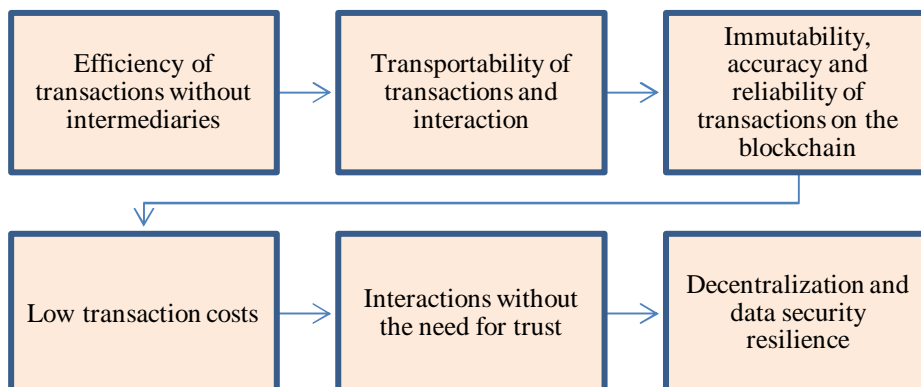 Efficiency of
transactions without
intermediaries
Transportability of
transactions and
interaction
Immutability,
accuracy and
reliability of
transactions on the
blockchain
Low transaction costs
Interactions without
the need for trust
Decentralization and
data security
resilience